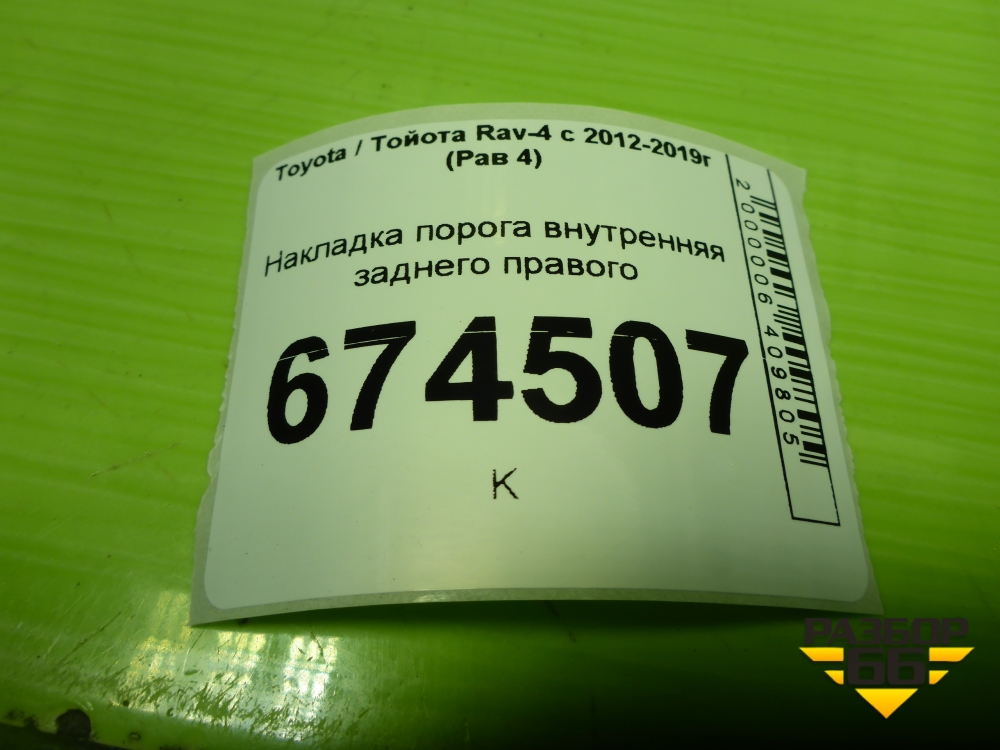 Toyota / Тойота Rav-4 с 2012-2019г
(Рав 4)
Накладка порога внутренняя
заднего правого
674507
К
2000006409805
РАЗБОР
66